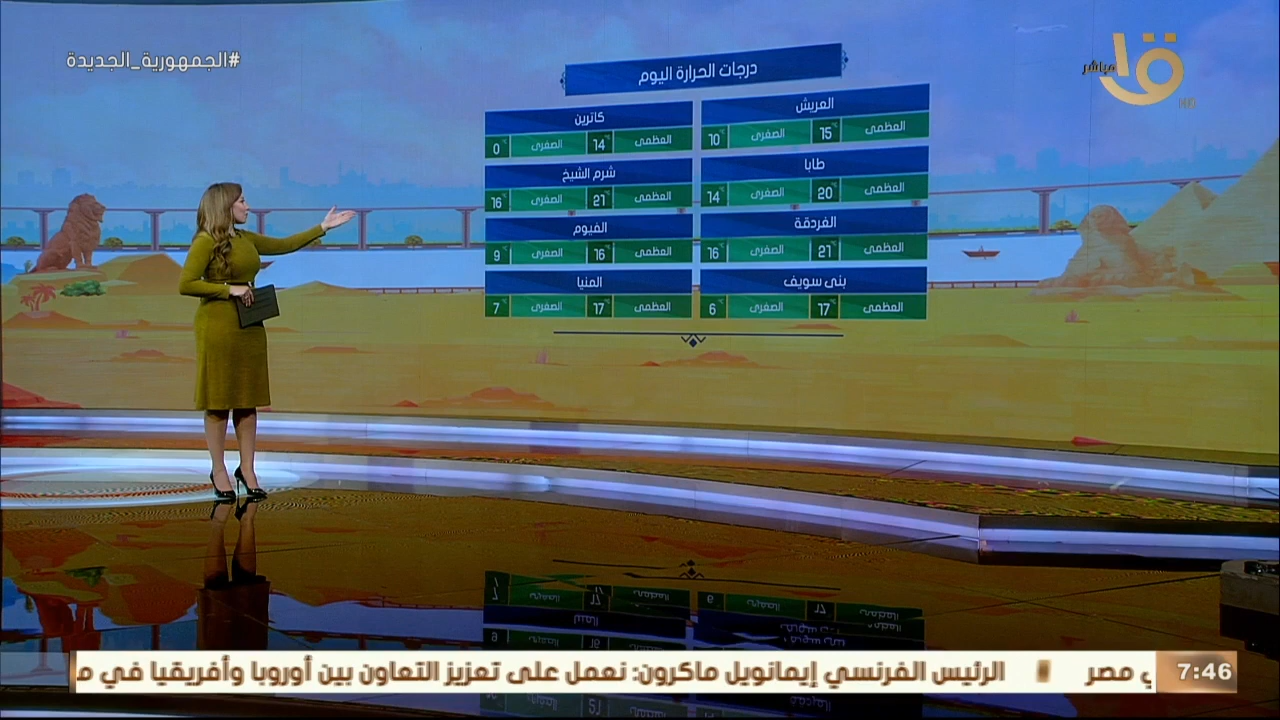 #الجمهورية_الجديدة
مباشر
HD
درجات الحرارة اليوم
العريش
العظمى 15 °c الصغرى 10 °c
كاترين
العظمى 14 °c الصغرى 0 °c
طابا
العظمى 20 °c الصغرى 14 °c
شرم الشيخ
العظمى 21 °c الصغرى 16 °c
الغردقة
العظمى 21 °c الصغرى 16 °c
الفيوم
العظمى 16 °c الصغرى 9 °c
بنى سويف
العظمى 17 °c الصغرى 6 °c
المنيا
العظمى 17 °c الصغرى 7 °c
7:46 ي مصر الرئيس الفرنسي إيمانويل ماكرون: نعمل على تعزيز التعاون بين أوروبا وأفريقيا في م